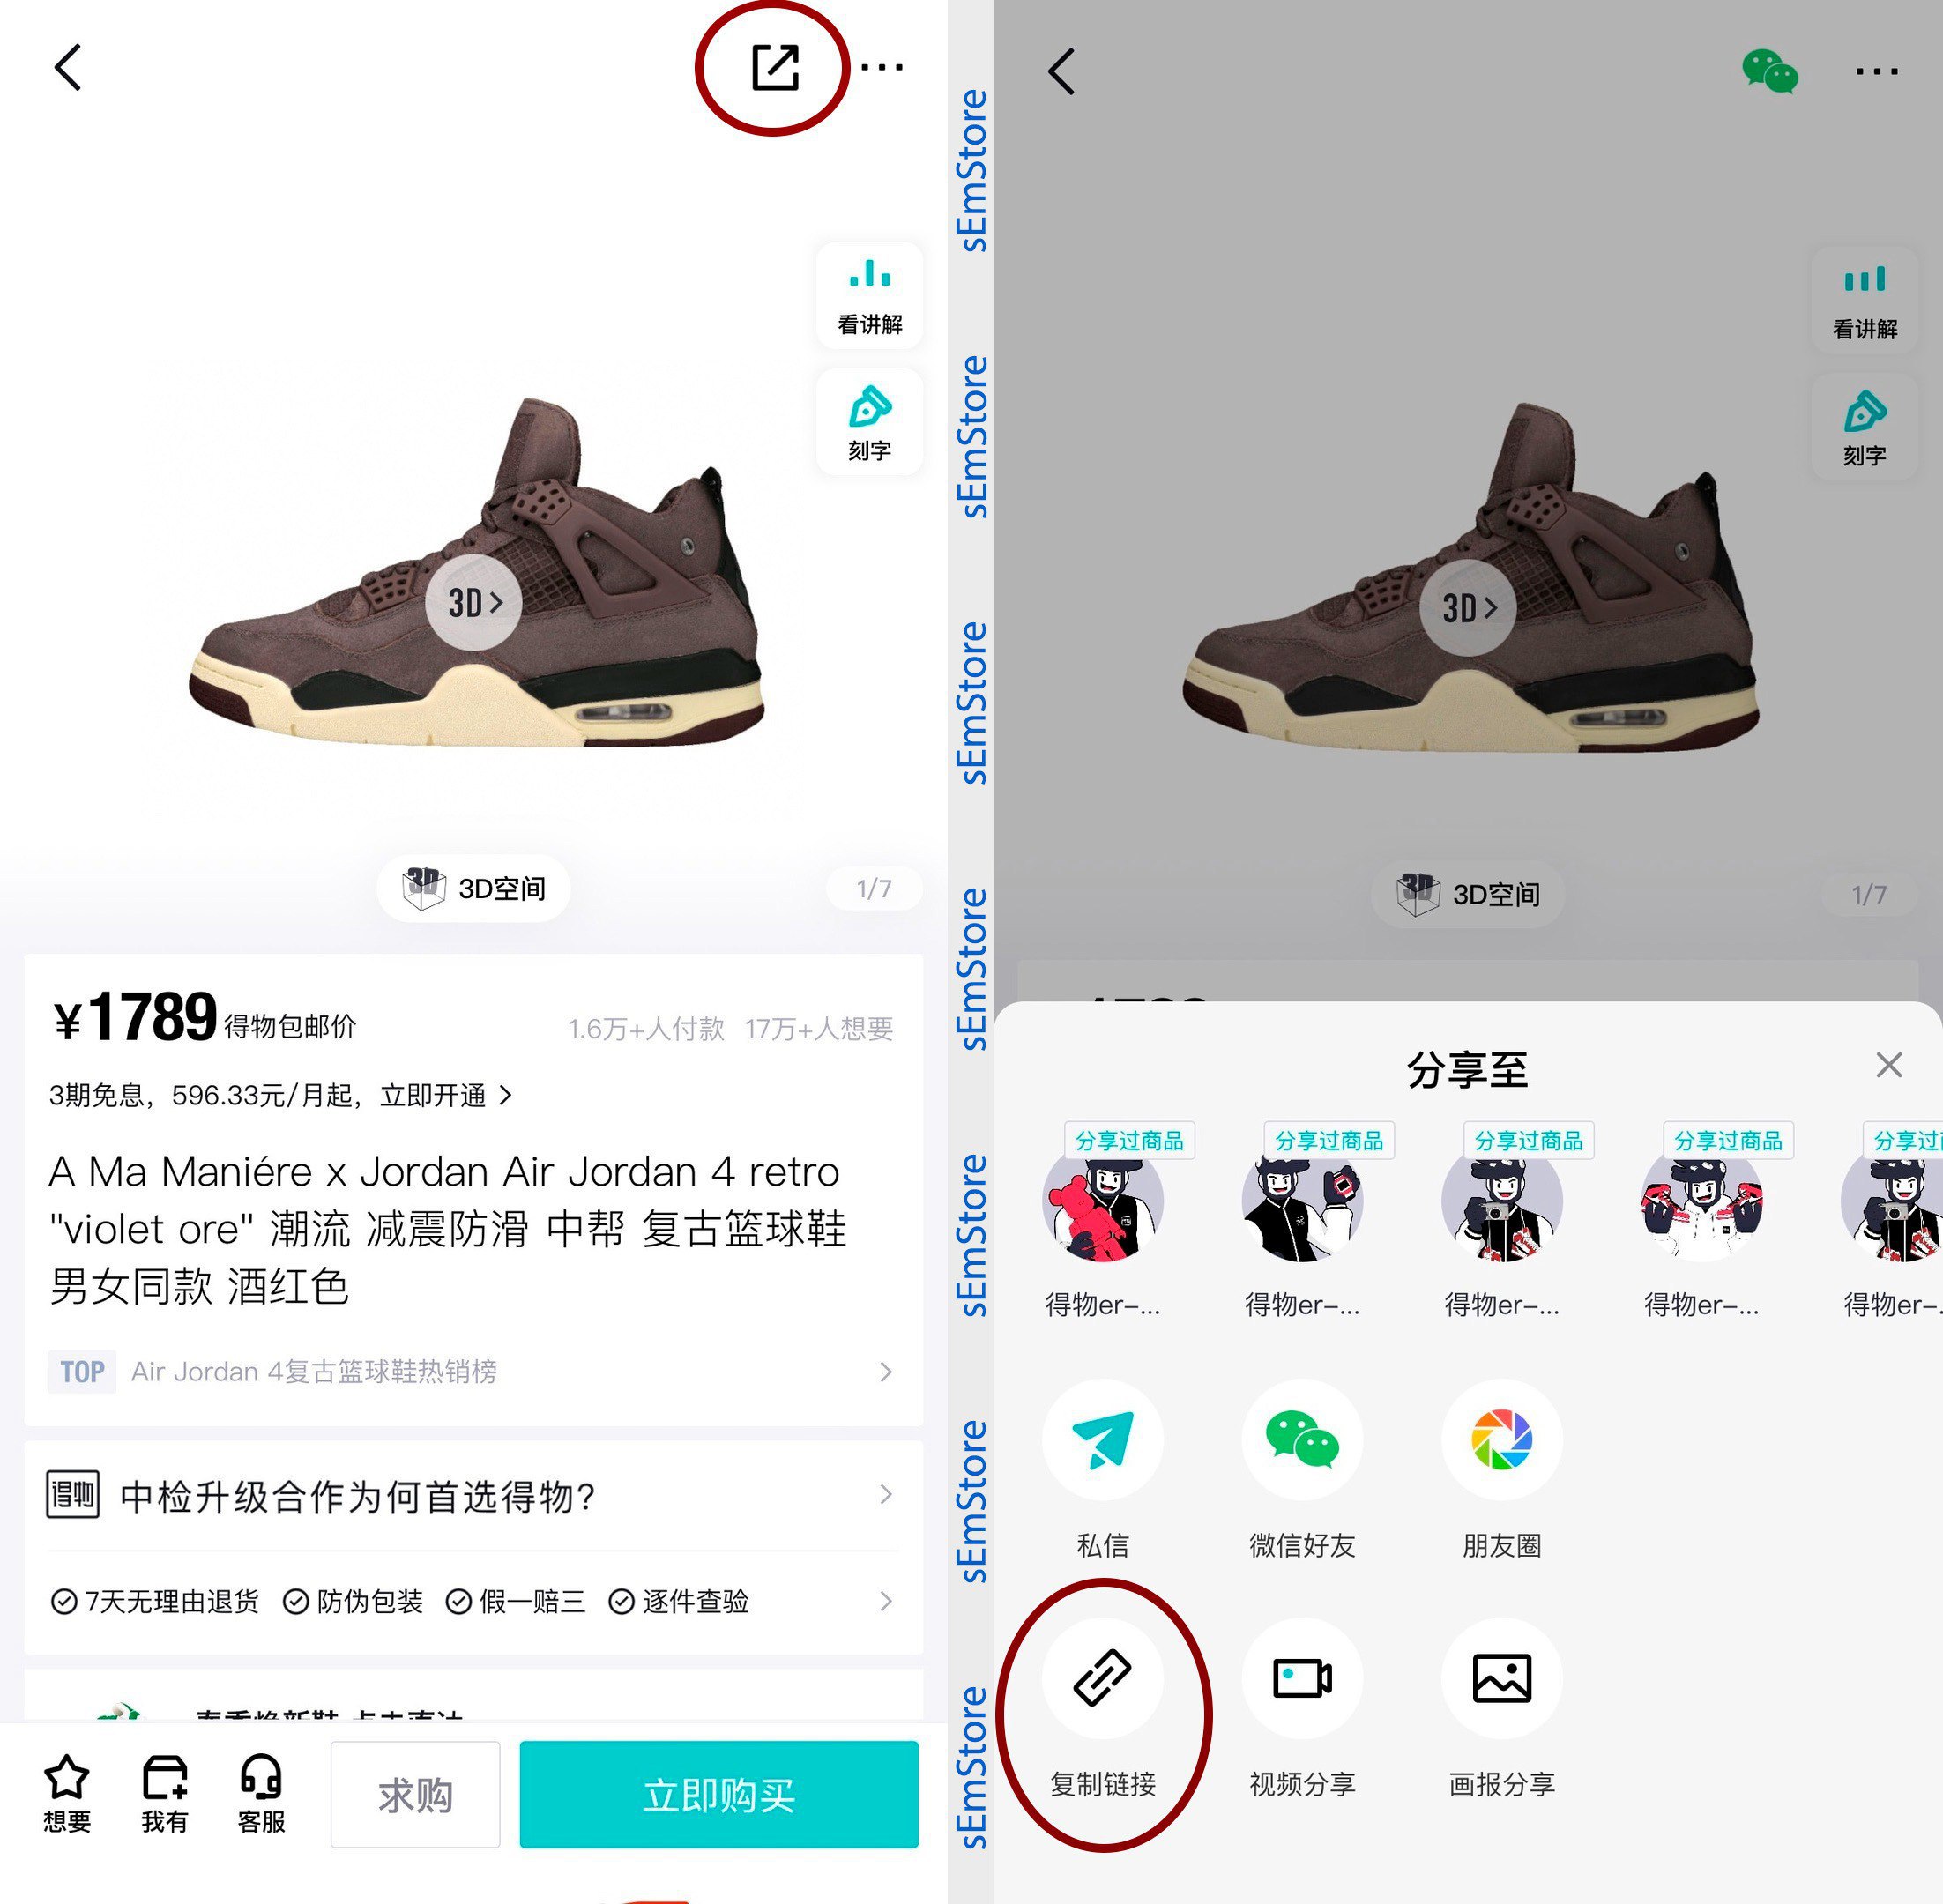 看讲解
刻字
3D
3D空间
1/7
¥1789 得物包邮价
1.6万+人付款 17万+人想要
3期免息，596.33元/月起，立即开通
A Ma Maniére x Jordan Air Jordan 4 retro
"violet ore" 潮流 减震防滑 中帮 复古篮球鞋
男女同款 酒红色
TOP Air Jordan 4复古篮球鞋热销榜
得物 中检升级合作为何首选得物?
7天无理由退货 防伪包装 假一赔三 逐件查验
想要 我有 客服 求购 立即购买
sEmStore
sEmStore
sEmStore
sEmStore
sEmStore
sEmStore
sEmStore
看讲解
刻字
3D
3D空间
1/7
分享至
分享过商品 分享过商品 分享过商品 分享过商品 分享过
得物er-... 得物er-... 得物er-... 得物er-... 得物er-.
私信 微信好友 朋友圈
复制链接 视频分享 画报分享